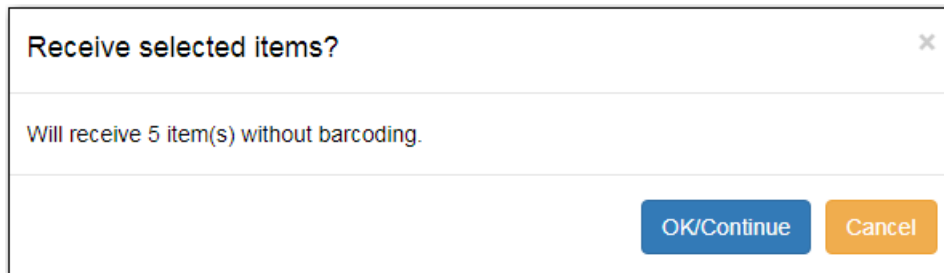 Receive selected items? ×
Will receive 5 item(s) without barcoding.
OK/Continue Cancel